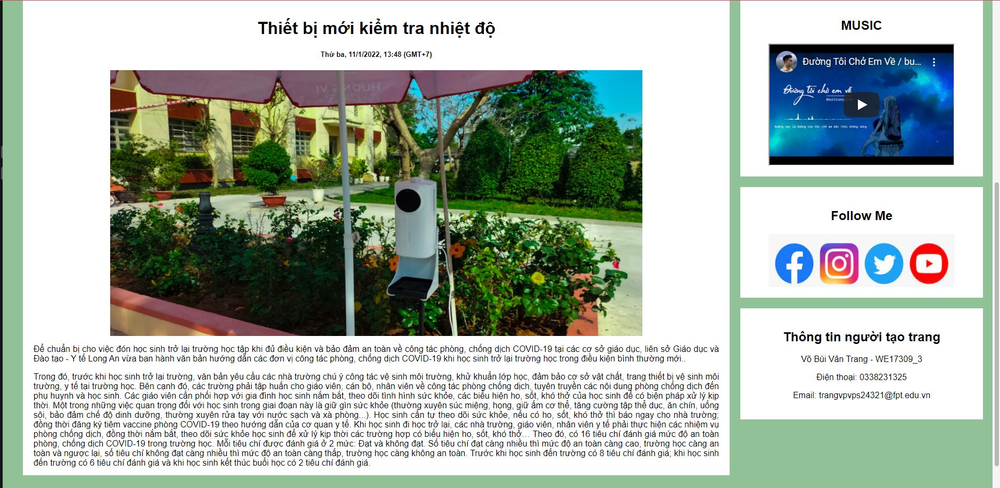 Thiết bị mới kiểm tra nhiệt độ
Thứ ba, 11/1/2022, 13:48 (GMT+7)
HƯƠNG VỊ
Để chuẩn bị cho việc đón học sinh trở lại trường học tập khi đủ điều kiện và bảo đảm an toàn về công tác phòng, chống dịch COVID-19 tại các cơ sở giáo dục, liên sở Giáo dục và
Đào tạo - Y tế Long An vừa ban hành văn bản hướng dẫn các đơn vị công tác phòng, chống dịch COVID-19 khi học sinh trở lại trường học trong điều kiện bình thường mới..
Trong đó, trước khi học sinh trở lại trường, văn bản yêu cầu các nhà trường chú ý công tác vệ sinh môi trường, khử khuẩn lớp học, đảm bảo cơ sở vật chất, trang thiết bị vệ sinh môi
trường, y tế tại trường học. Bên cạnh đó, các trường phải tập huấn cho giáo viên, cán bộ, nhân viên về công tác phòng chống dịch, tuyên truyền các nội dung phòng chống dịch đến
phụ huynh và học sinh. Các giáo viên cần phối hợp với gia đình học sinh nắm bắt, theo dõi tình hình sức khỏe, các biểu hiện ho, sốt, khó thở của học sinh để có biện pháp xử lý kịp
thời. Một trong những việc quan trọng đối với học sinh trong giai đoạn này là giữ gìn sức khỏe (thường xuyên súc miệng, họng, giữ ấm cơ thể, tăng cường tập thể dục, ăn chín, uống
sôi, bảo đảm chế độ dinh dưỡng, thường xuyên rửa tay với nước sạch và xà phòng...). Học sinh cần tự theo dõi sức khỏe, nếu có ho, sốt, khó thở thì báo ngay cho nhà trường;
đồng thời đăng ký tiêm vaccine phòng COVID-19 theo hướng dẫn của cơ quan y tế. Khi học sinh đi học trở lại, các nhà trường, giáo viên, nhân viên y tế phải thực hiện các nhiệm vụ
phòng chống dịch, đồng thời nắm bắt, theo dõi sức khỏe học sinh để xử lý kịp thời các trường hợp có biểu hiện ho, sốt, khó thở… Theo đó, có 16 tiêu chí đánh giá mức độ an toàn
phòng, chống dịch COVID-19 trong trường học. Mỗi tiêu chí được đánh giá ở 2 mức: Đạt và không đạt. Số tiêu chí đạt càng nhiều thì mức độ an toàn càng cao, trường học càng an
toàn và ngược lại, số tiêu chí không đạt càng nhiều thì mức độ an toàn càng thấp, trường học càng không an toàn. Trước khi học sinh đến trường có 8 tiêu chí đánh giá; khi học sinh
đến trường có 6 tiêu chí đánh giá và khi học sinh kết thúc buổi học có 2 tiêu chí đánh giá.
MUSIC
Đường Tôi Chở Em Về / bu...
Đường tôi chở em về
#buitruonglinh
Đường này là đường cho tôi chở em mãi thôi không dừng
Follow Me
Thông tin người tạo trang
Võ Bùi Vân Trang - WE17309_3
Điện thoại: 0338231325
Email: trangvpvps24321@fpt.edu.vn